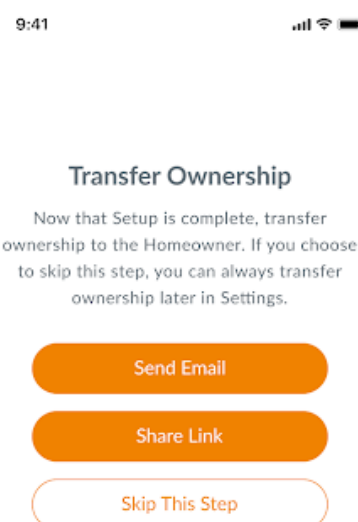 9:41
Transfer Ownership
Now that Setup is complete, transfer
ownership to the Homeowner. If you choose
to skip this step, you can always transfer
ownership later in Settings.
Send Email
Share Link
Skip This Step